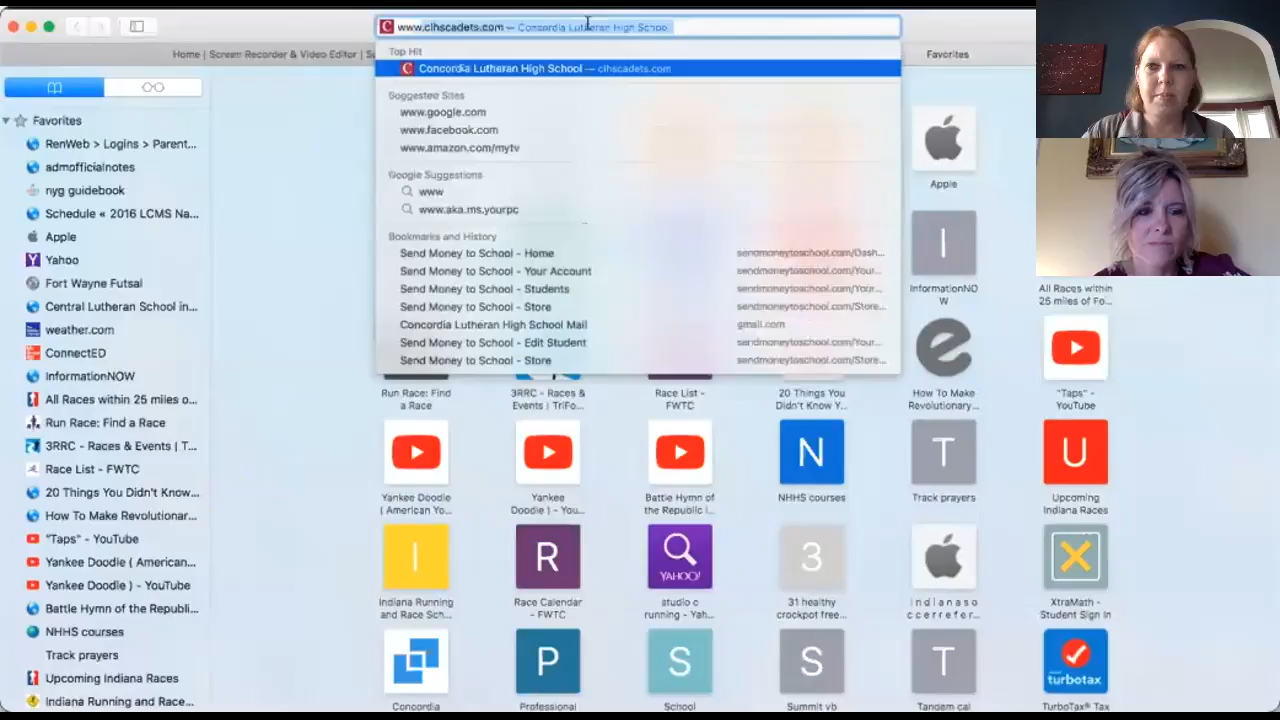 www.clhscadets.com — Concordia Lutheran High School
Home | Screen Recorder & Video Editor | S
Favorites
Top Hit
Concordia Lutheran High School — clhscadets.com
Suggested Sites
www.google.com
www.facebook.com
www.amazon.com/mytv
Google Suggestions
www
www.aka.ms.yourpc
Bookmarks and History
Send Money to School - Home sendmoneytoschool.com/Dash...
Send Money to School - Your Account sendmoneytoschool.com/Your...
Send Money to School - Students sendmoneytoschool.com/Your...
Send Money to School - Store sendmoneytoschool.com/Store...
Concordia Lutheran High School Mail gmail.com
Send Money to School - Edit Student sendmoneytoschool.com/Your...
Send Money to School - Store sendmoneytoschool.com/Store...
Favorites
RenWeb > Logins > Parent...
admofficialnotes
nyg guidebook
Schedule « 2016 LCMS Na...
Apple
Yahoo
Fort Wayne Futsal
Central Lutheran School in...
weather.com
ConnectED
InformationNOW
All Races within 25 miles o...
Run Race: Find a Race
3RRC - Races & Events | T...
Race List - FWTC
20 Things You Didn't Know...
How To Make Revolutionar...
"Taps" - YouTube
Yankee Doodle ( American...
Yankee Doodle ) - YouTube
Battle Hymn of the Republi...
NHHS courses
Track prayers
Upcoming Indiana Races
Indiana Running and Race...
Apple
I
InformationNO
W
All Races within
25 miles of Fo...
Run Race: Find
a Race
3RRC - Races &
Events | TriFo...
Race List -
FWTC
20 Things You
Didn't Know Y...
How To Make
Revolutionary...
"Taps" -
YouTube
N
T
U
Yankee Doodle
( American Yo...
Yankee
Doodle ) - You...
Battle Hymn of
the Republic i...
NHHS courses
Track prayers
Upcoming
Indiana Races
I
R
YAHOO!
3
Indiana Running
and Race Sch...
Race Calendar
- FWTC
studio c
running - Yah...
31 healthy
crockpot free...
i n d i a n a s o
c c e r r e f e r...
XtraMath -
Student Sign In
P
S
S
T
turbotax
Concordia
Professional
School
Summit vb
Tandem cal
TurboTax® Tax